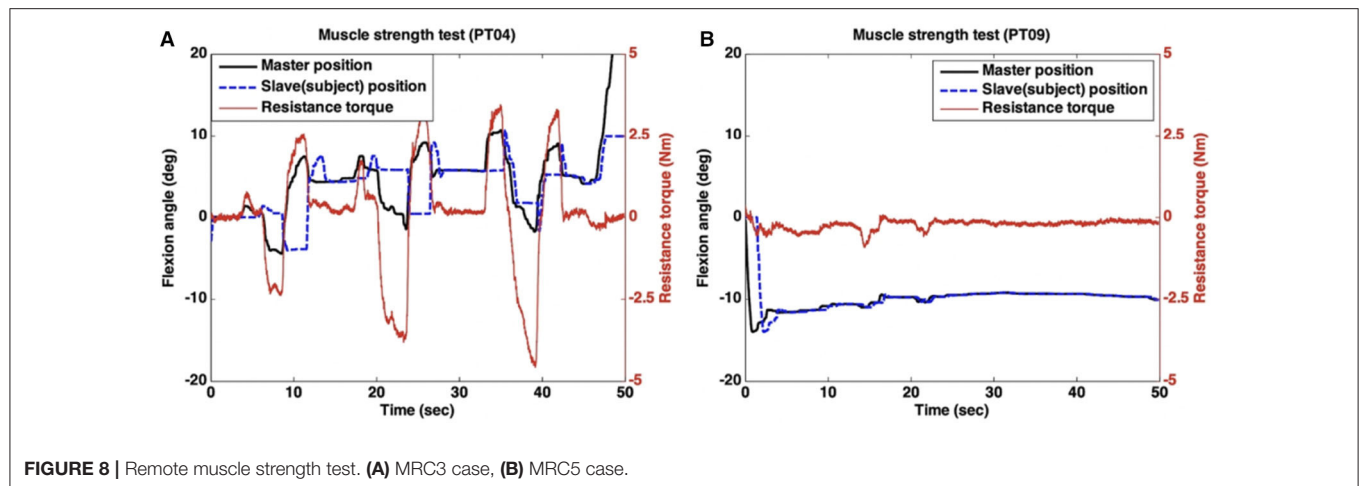 A
Muscle strength test (PT04)
Master position
Slave(subject) position
Resistance torque
Flexion angle (deg)
20
10
0
-10
-20
0
10
20
30
40
50
Time (sec)
5
2.5
0
-2.5
-5
Resistance torque (Nm)
B
Muscle strength test (PT09)
Master position
Slave(subject) position
Resistance torque
Flexion angle (deg)
20
10
0
-10
-20
0
10
20
30
40
50
Time (sec)
5
2.5
0
-2.5
-5
Resistance torque (Nm)
FIGURE 8 | Remote muscle strength test. (A) MRC3 case, (B) MRC5 case.